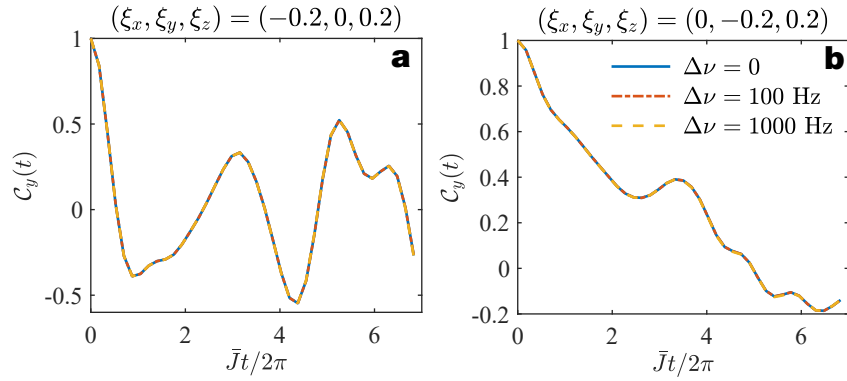 (ξx, ξy, ξz) = (−0.2, 0, 0.2)
a
1
0.5
0
-0.5
𝒞y(t)
0 2 4 6
J̄t/2π
(ξx, ξy, ξz) = (0, −0.2, 0.2)
b
Δν = 0
Δν = 100 Hz
Δν = 1000 Hz
1
0.8
0.6
0.4
0.2
0
-0.2
𝒞y(t)
0 2 4 6
J̄t/2π